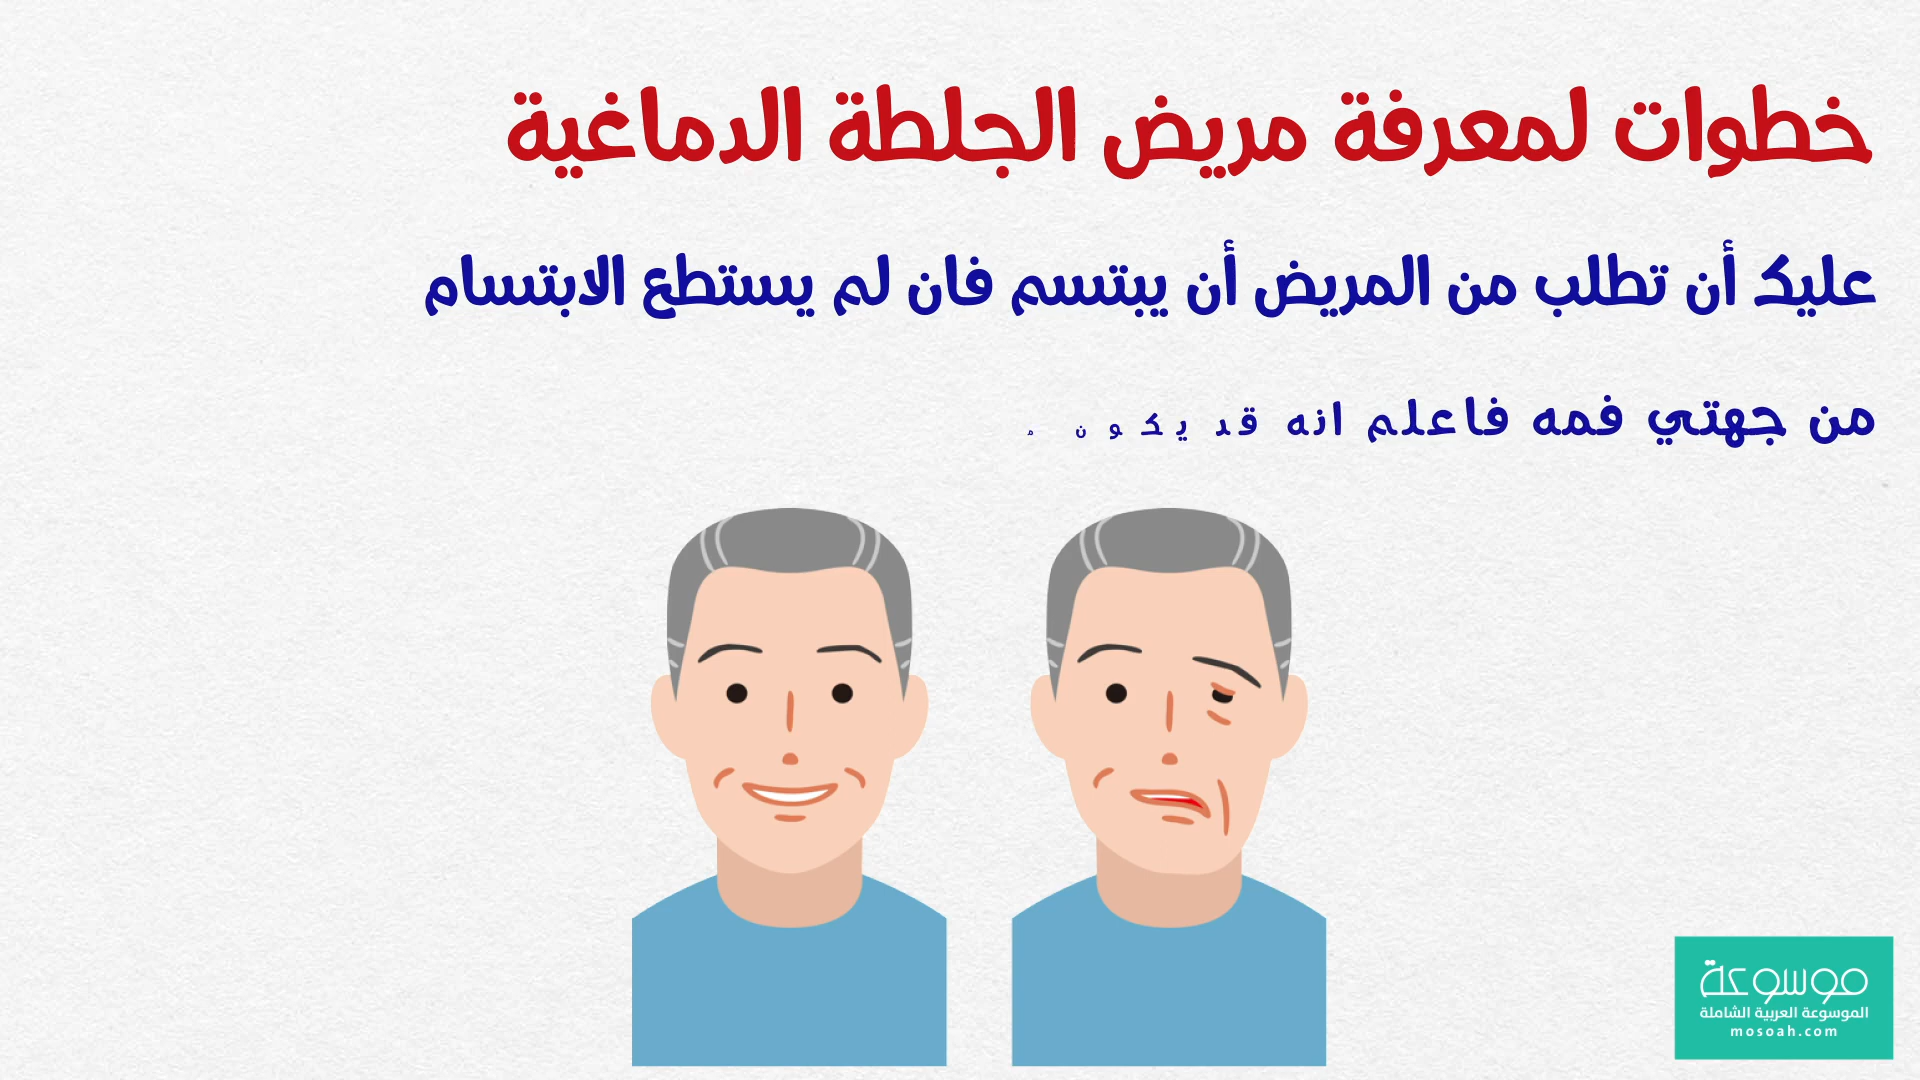 خطوات لمعرفة مريض الجلطة الدماغية
عليك أن تطلب من المريض أن يبتسم فان لم يستطع الابتسام
من جهتي فمه فاعلم انه قد يكون م
موسوعة
الموسوعة العربية الشاملة
mosoah.com